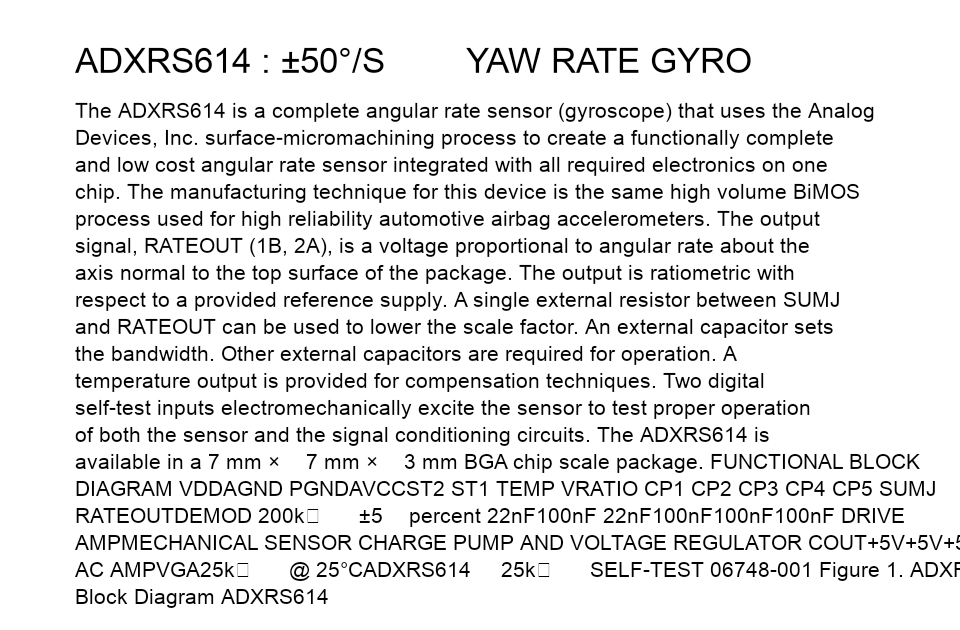 ADXRS614 : ±50°/S YAW RATE GYRO
The ADXRS614 is a complete angular rate sensor (gyroscope) that uses the Analog
Devices, Inc. surface-micromachining process to create a functionally complete
and low cost angular rate sensor integrated with all required electronics on one
chip. The manufacturing technique for this device is the same high volume BiMOS
process used for high reliability automotive airbag accelerometers. The output
signal, RATEOUT (1B, 2A), is a voltage proportional to angular rate about the
axis normal to the top surface of the package. The output is ratiometric with
respect to a provided reference supply. A single external resistor between SUMJ
and RATEOUT can be used to lower the scale factor. An external capacitor sets
the bandwidth. Other external capacitors are required for operation. A
temperature output is provided for compensation techniques. Two digital
self-test inputs electromechanically excite the sensor to test proper operation
of both the sensor and the signal conditioning circuits. The ADXRS614 is
available in a 7 mm × 7 mm × 3 mm BGA chip scale package. FUNCTIONAL BLOCK
DIAGRAM VDDAGND PGNDAVCCST2 ST1 TEMP VRATIO CP1 CP2 CP3 CP4 CP5 SUMJ
RATEOUTDEMOD 200k□ ±5 percent 22nF100nF 22nF100nF100nF100nF DRIVE
AMPMECHANICAL SENSOR CHARGE PUMP AND VOLTAGE REGULATOR COUT+5V+5V+5
AC AMPVGA25k□ @ 25°CADXRS614 25k□ SELF-TEST 06748-001 Figure 1. ADXR
Block Diagram ADXRS614